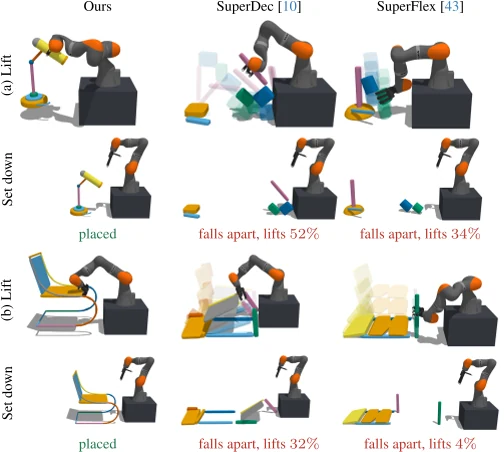 Ours SuperDec [10] SuperFlex [43]
(a) Lift
Set down
placed falls apart, lifts 52% falls apart, lifts 34%
(b) Lift
Set down
placed falls apart, lifts 32% falls apart, lifts 4%